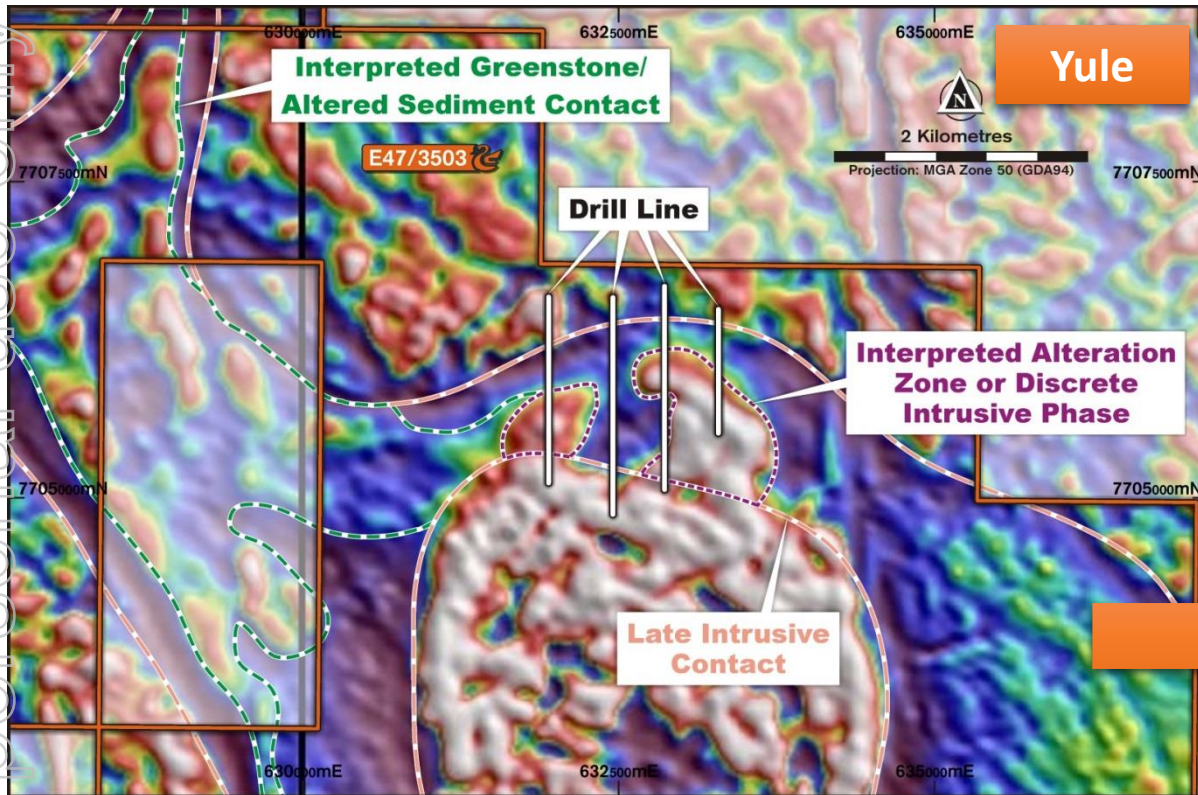 630000mE
632500mE
635000mE
Yule
Interpreted Greenstone/
Altered Sediment Contact
N
2 Kilometres
Projection: MGA Zone 50 (GDA94)
E47/3503
7707500mN
7707500mN
Drill Line
Interpreted Alteration
Zone or Discrete
Intrusive Phase
7705000mN
7705000mN
Late Intrusive
Contact
630000mE
632500mE
635000mE